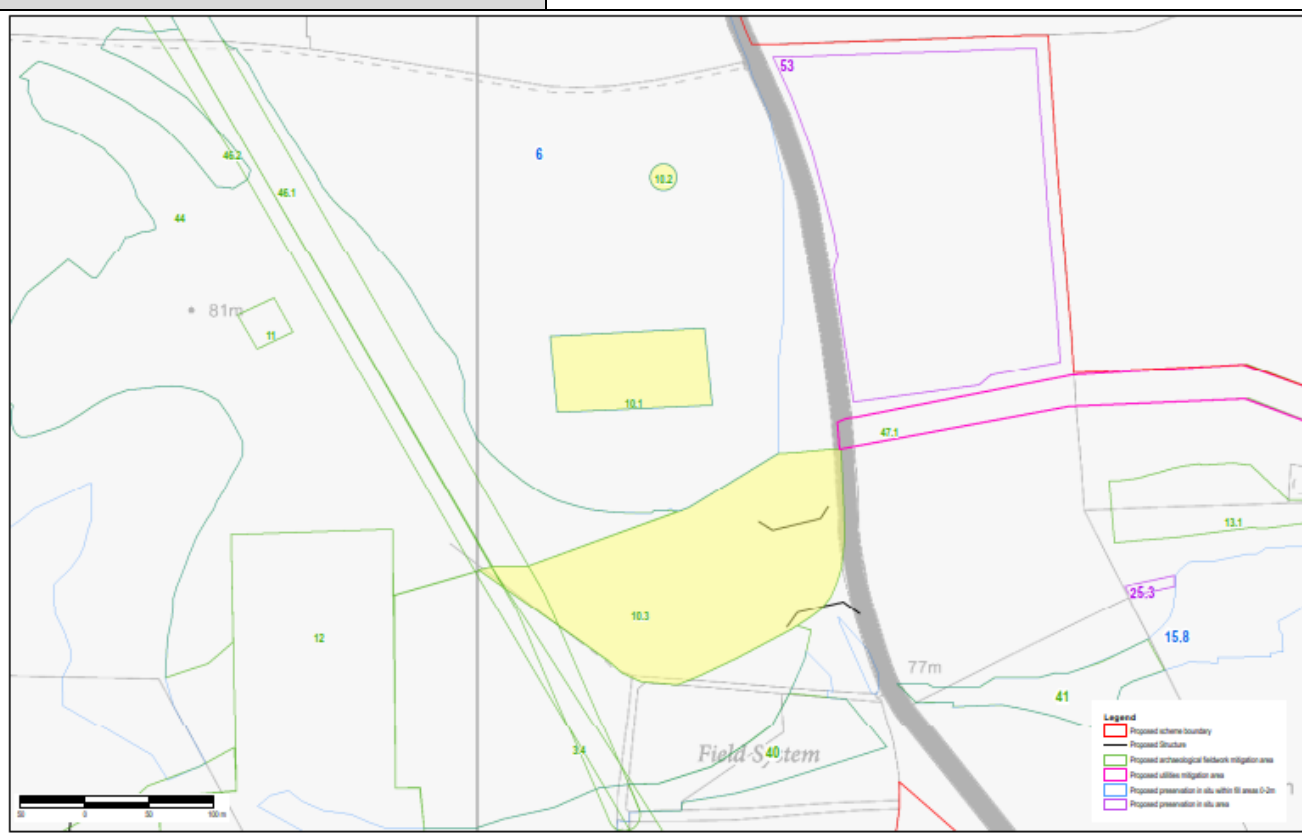 53
6
46.2
10.2
46.1
44
81m
11
10.1
47.1
13.1
25.3
12
10.3
15.8
77m
41
Legend
Proposed scheme boundary
Proposed Structure
Proposed archaeological fieldwork mitigation area
Proposed utilities mitigation area
Proposed preservation in situ within fill areas 0-2m
Proposed preservation in situ area
3.4
Field System
40
50 0 50 100 m